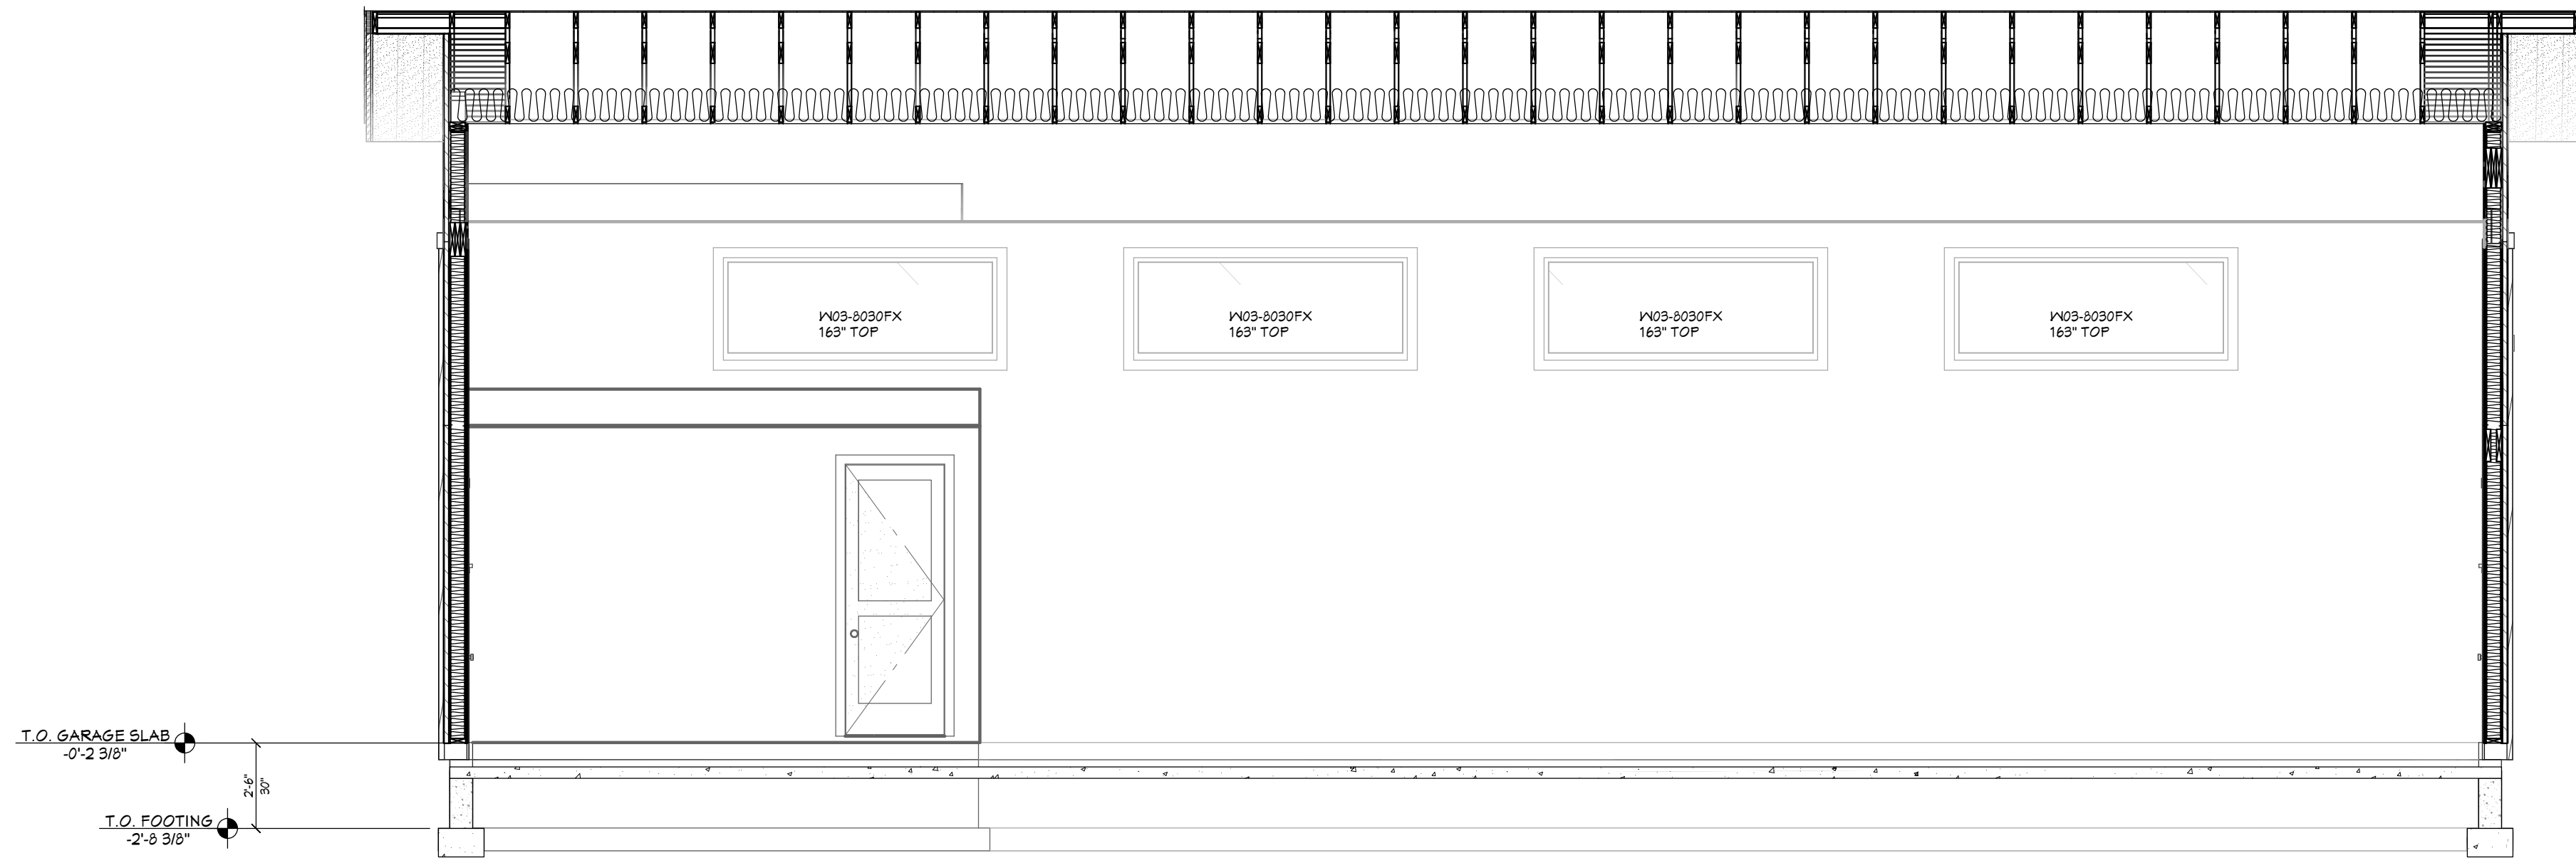 W03-8030FX
163" TOP
W03-8030FX
163" TOP
W03-8030FX
163" TOP
W03-8030FX
163" TOP
T.O. GARAGE SLAB
-0'-2 3/8"
2'-6"
30"
T.O. FOOTING
-2'-8 3/8"